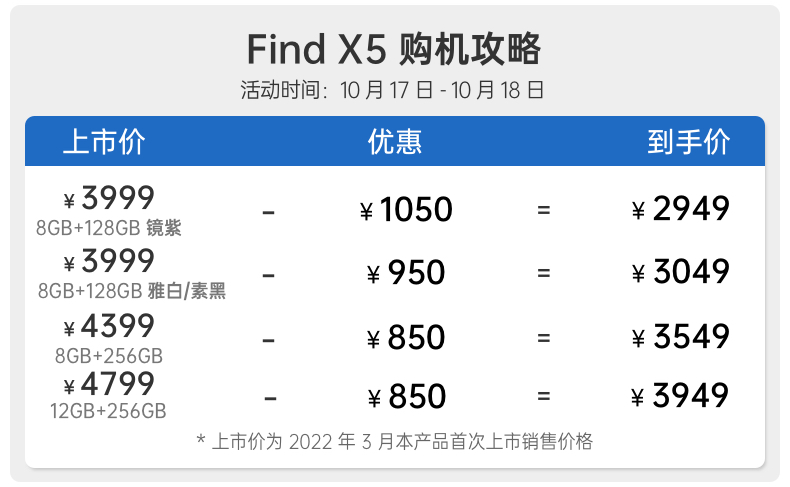 Find X5 购机攻略
活动时间：10 月 17 日 - 10 月 18 日
上市价 优惠 到手价
¥ 3999 - ¥ 1050 = ¥ 2949
8GB+128GB 镜紫
¥ 3999 - ¥ 950 = ¥ 3049
8GB+128GB 雅白/素黑
¥ 4399 - ¥ 850 = ¥ 3549
8GB+256GB
¥ 4799 - ¥ 850 = ¥ 3949
12GB+256GB
* 上市价为 2022 年 3 月本产品首次上市销售价格